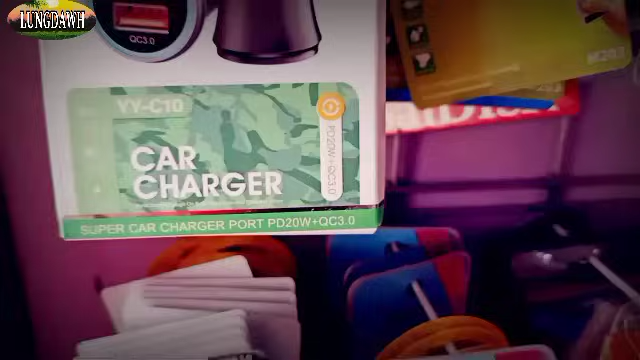 LUNGDAWH
QC3.0
YY-C10
CAR
CHARGER
PD20W+QC3.0
SUPER CAR CHARGER PORT PD20W+QC3.0